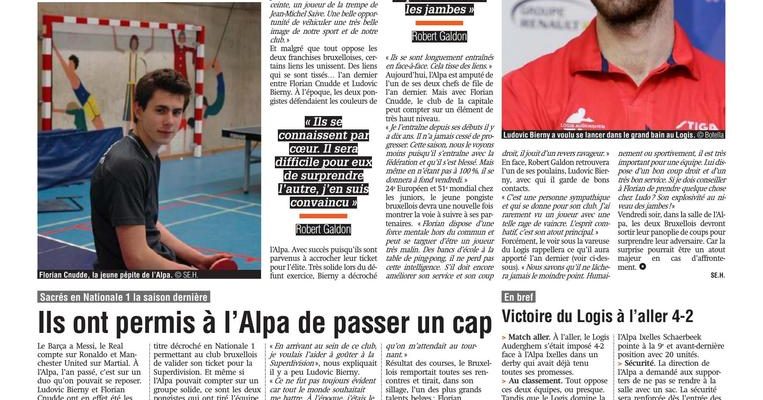 ceinte, un joueur de la trempe de
Jean-Michel Saive. Une belle opportunité
de véhiculer une très belle
image de notre sport et de notre
club. »
Et malgré que tout oppose les
deux franchises bruxelloises, certains
liens les unissent. Des liens
qui se sont tissés… l'an dernier
entre Florian Cnudde et Ludovic
Bierny. À l'époque, les deux pongistes
défendaient les couleurs de
« Ils se
connaissent par
cœur. Il sera
difficile pour eux
de surprendre
l'autre, j'en suis
convaincu »
Robert Galdon
l'Alpa. Avec succès puisqu'ils sont
parvenus à accrocher leur ticket
pour l'élite. Très solide lors du défunt
exercice, Bierny a décroché
les jambes »
Robert Galdon
« Ils se sont longuement entraînés
en face-à-face. Cela tisse des liens. »
Aujourd'hui, l'Alpa est amputé de
l'un de ses deux chefs de file de
l'an dernier. Mais avec Florian
Cnudde, le club de la capitale
peut compter sur un élément de
très haut niveau.
« Je l'entraîne depuis ses débuts il y
a dix ans. Il n'a jamais cessé de progresser.
Cette saison, nous le voyons
moins puisqu'il s'entraîne avec la
Fédération et qu'il s'est blessé. Mais
même en n'étant pas à 100 %, il se
donnera à fond vendredi. »
24e Européen et 51e mondial chez
les juniors, le jeune pongiste
bruxellois devra une nouvelle fois
montrer la voie à suivre à ses partenaires.
« Florian dispose d'une
force mentale hors du commun et
peut se targuer d'être un joueur
très malin. Des bancs d'école à la
table de ping-pong, il ne perd pas
cette intelligence. S'il doit encore
améliorer son service et son coup
GROUPE
RENAULT
LOGIS AUDERGHEM
STIGA
Ludovic Bierny a voulu se lancer dans le grand bain au Logis. © Botella
droit, il jouit d'un revers ravageur. »
En face, Robert Galdon retrouvera
l'un de ses poulains, Ludovic Bierny,
avec qui il garde de bons
contacts.
« C'est une personne sympathique
et qui se donne pour son club. J'ai
rarement vu un joueur avec une
telle rage de vaincre. L'esprit combatif,
c'est son atout principal. »
Forcément, le voir sous la vareuse
du Logis rappellera ce qu'il aura
apporté l'an dernier (voir ci-dessous).
« Nous savons qu'il ne lâchera
jamais le moindre point. Humainement
ou sportivement, il est très
important pour une équipe. Lui dispose
d'un bon coup droit et d'un
très bon service. Si je dois conseiller
à Florian de prendre quelque chose
chez Ludo ? Son explosivité au niveau
des jambes ! »
Vendredi soir, dans la salle de l'Alpa,
les deux Bruxellois devront
sortir leur panoplie de coups pour
surprendre leur adversaire. Car la
surprise pourrait être un atout
majeur en cas d'affrontement.
SE.H.
Florian Cnudde, la jeune pépite de l'Alpa. © SE.H.
Sacrés en Nationale 1 la saison dernière
Ils ont permis à l'Alpa de passer un cap
Le Barça a Messi, le Real
compte sur Ronaldo et Manchester
United sur Martial. À
l'Alpa, l'an passé, c'est sur un
duo qu'on pouvait se reposer.
Ludovic Bierny et Florian
Cnudde ont en effet été les
titre décroché en Nationale 1
permettant au club bruxellois
de valider son ticket pour la
Superdivision. Et même si
l'Alpa pouvait compter sur un
groupe solide, ce sont les deux
pongistes qui ont tiré l'équipe
« En arrivant au sein de ce club,
je voulais l'aider à goûter à la
Superdivision », nous expliquait
il y a peu Ludovic Bierny.
« Ce ne fut pas toujours évident
car tout le monde souhaitait
me battre. À l'époque, j'étais
qu'on m'attendait au tournant.
»
Résultat des courses, le Bruxellois
remportait toutes ses rencontres
et tirait, dans son
sillage, l'un des plus grands
clubs francophones. Florian
En bref
Victoire du Logis à l'aller 4-2
> Match aller. À l'aller, le Logis
Auderghem s'était imposé 4-2
face à l'Alpa Ixelles dans un
derby qui avait déjà tenu
toutes ses promesses.
> Au classement. Tout oppose
ces deux équipes, ou presque.
Tandis que le Logis domine la
l'Alpa Ixelles Schaerbeek
pointe à la 9e et avant-dernière
position avec 20 unités.
> Sécurité. La direction de
l'Alpa a demandé aux supporters
de ne pas se rendre à la
salle avec un sac. La sécurité
sera renforcée dès l'entrée des